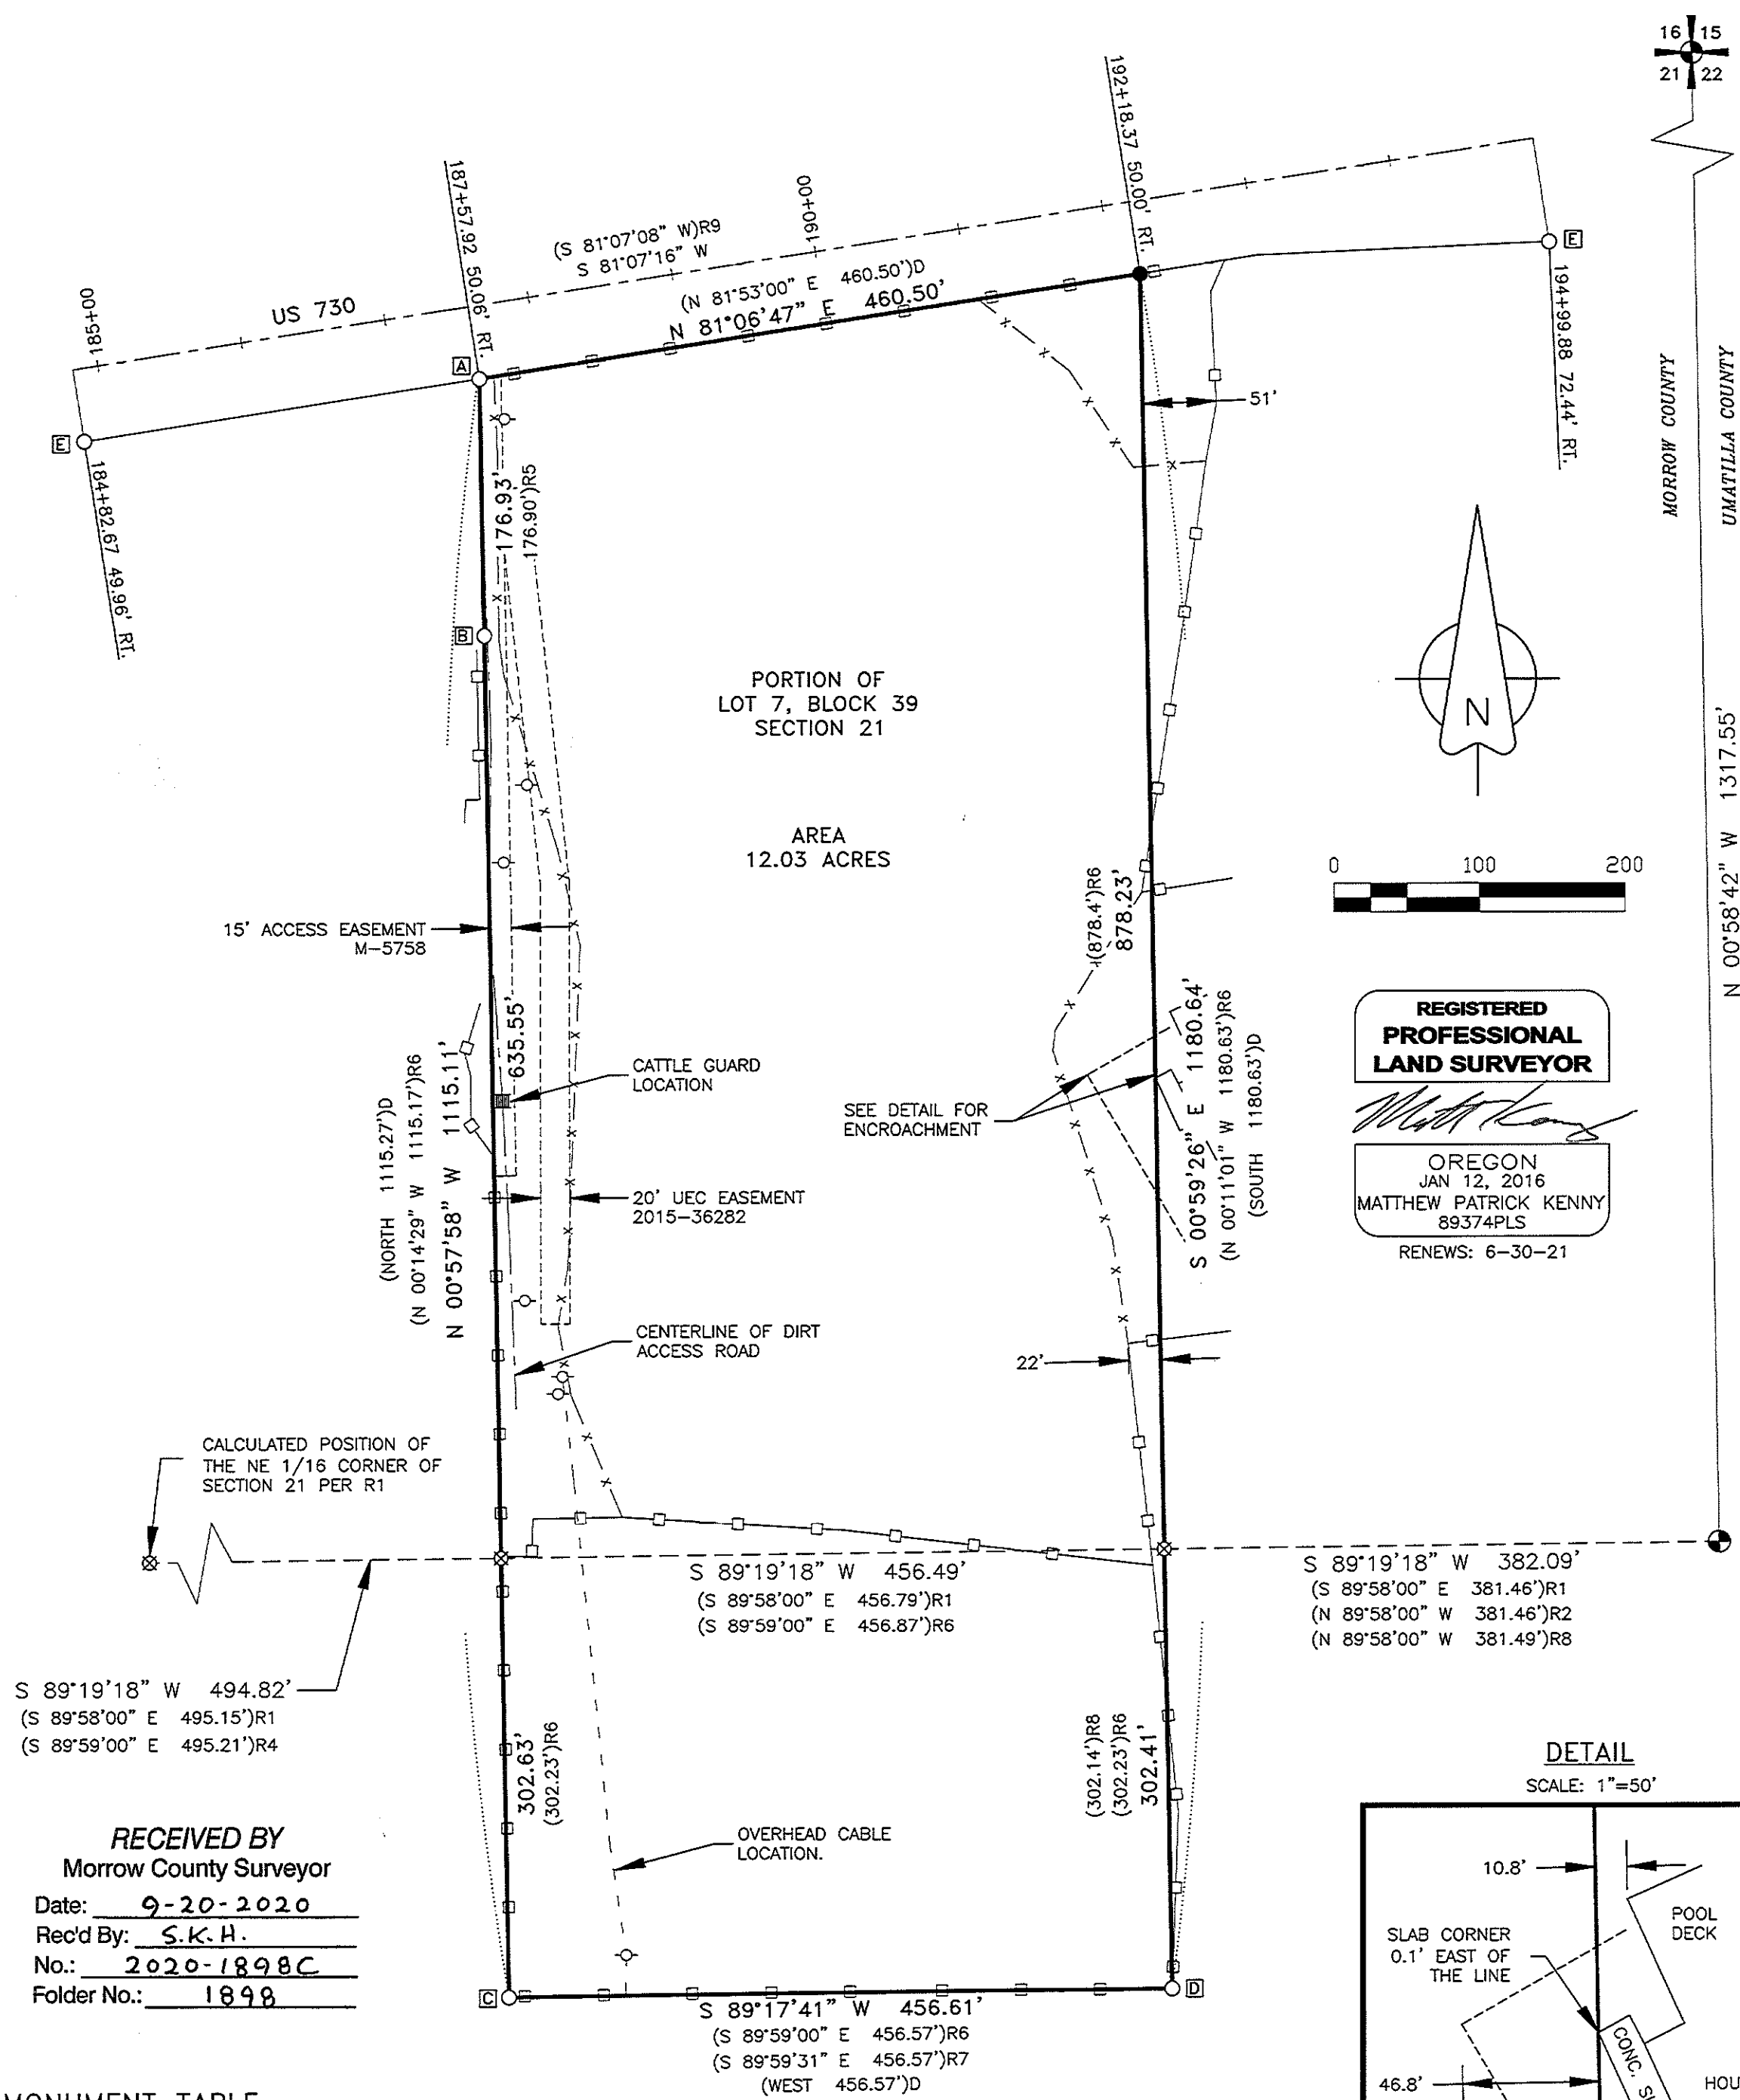 16 15
21 22
192+18.37 50.00' RT.
187+57.92 50.06' RT.
190+00
(S 81°07'08" W)R9
S 81°07'16" W
185+00
US 730
(N 81°53'00" E 460.50')D
N 81°06'47" E 460.50'
A
E
E
184+82.67 49.96' RT.
194+99.88 72.44' RT.
51'
MORROW COUNTY
UMATILLA COUNTY
176.93'
176.90')R5
B
PORTION OF
LOT 7, BLOCK 39
SECTION 21
N
N 00°58'42" W 1317.55'
AREA
12.03 ACRES
0 100 200
15' ACCESS EASEMENT
M-5758
(878.4')R6
878.23'
REGISTERED
PROFESSIONAL
LAND SURVEYOR
OREGON
JAN 12, 2016
MATTHEW PATRICK KENNY
89374PLS
RENEWS: 6-30-21
635.55'
CATTLE GUARD
LOCATION
SEE DETAIL FOR
ENCROACHMENT
(NORTH 1115.27')D
(N 00°14'29" W 1115.17')R6
N 00°57'58" W 1115.11'
S 00°59'26" E 1180.64'
(N 00°11'01" W 1180.63')R6
(SOUTH 1180.63')D
20' UEC EASEMENT
2015-36282
CENTERLINE OF DIRT
ACCESS ROAD
22'
CALCULATED POSITION OF
THE NE 1/16 CORNER OF
SECTION 21 PER R1
S 89°19'18" W 456.49'
(S 89°58'00" E 456.79')R1
(S 89°59'00" E 456.87')R6
S 89°19'18" W 382.09'
(S 89°58'00" E 381.46')R1
(N 89°58'00" W 381.46')R2
(N 89°58'00" W 381.49')R8
S 89°19'18" W 494.82'
(S 89°58'00" E 495.15')R1
(S 89°59'00" E 495.21')R4
302.63'
(302.23')R6
(302.14')R8
(302.23')R6
302.41'
OVERHEAD CABLE
LOCATION.
RECEIVED BY
Morrow County Surveyor
Date: 9-20-2020
Rec'd By: S.K.H.
No.: 2020-1898C
Folder No.: 1898
C
D
S 89°17'41" W 456.61'
(S 89°59'00" E 456.57')R6
(S 89°59'31" E 456.57')R7
(WEST 456.57')D
DETAIL
SCALE: 1"=50'
10.8'
POOL
DECK
SLAB CORNER
0.1' EAST OF
THE LINE
CONC.
46.8'
MONUMENT TABLE